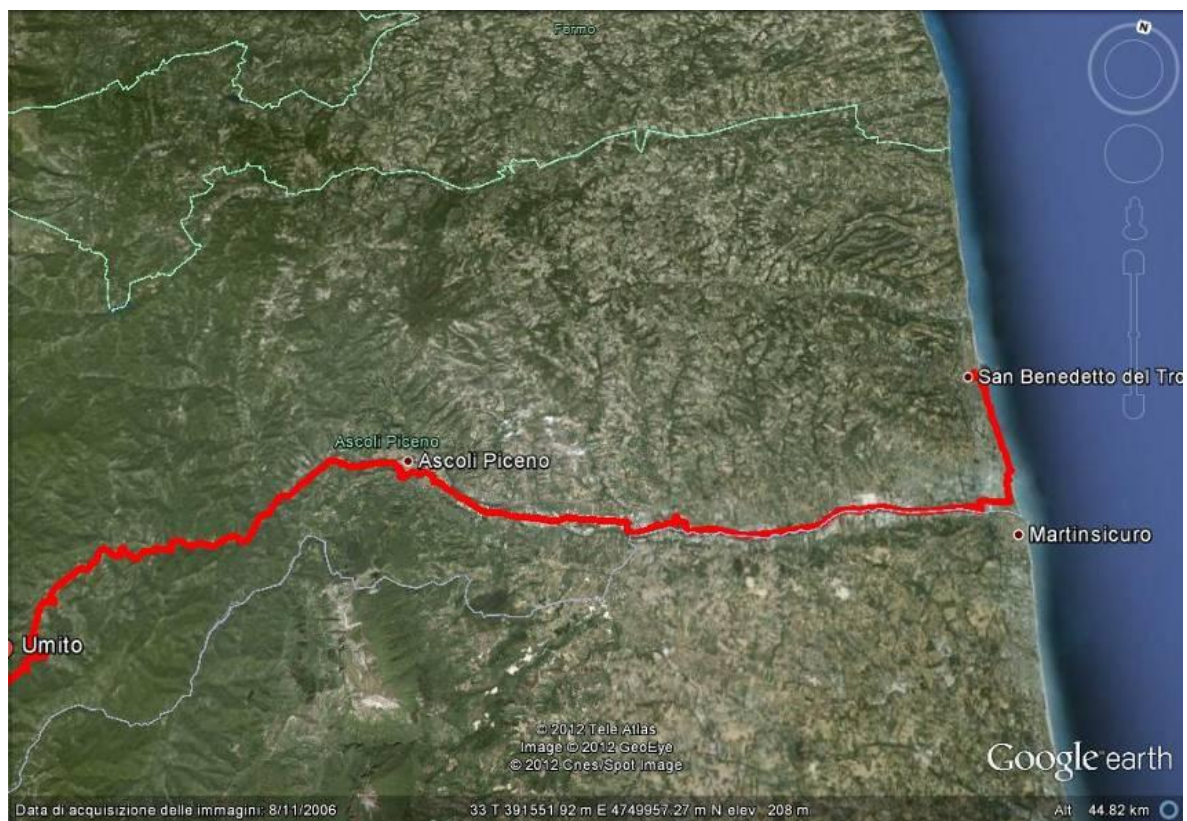 Fermo
N
San Benedetto del Tro
Ascoli Piceno
Ascoli Piceno
Martinsicuro
Umito
© 2012 Tele Atlas
Image © 2012 GeoEye
© 2012 Cnes/Spot Image
Google earth
Data di acquisizione delle immagini: 8/11/2006
33 T 391551.92 m E 4749957.27 m N elev 208 m
Alt 44.82 km